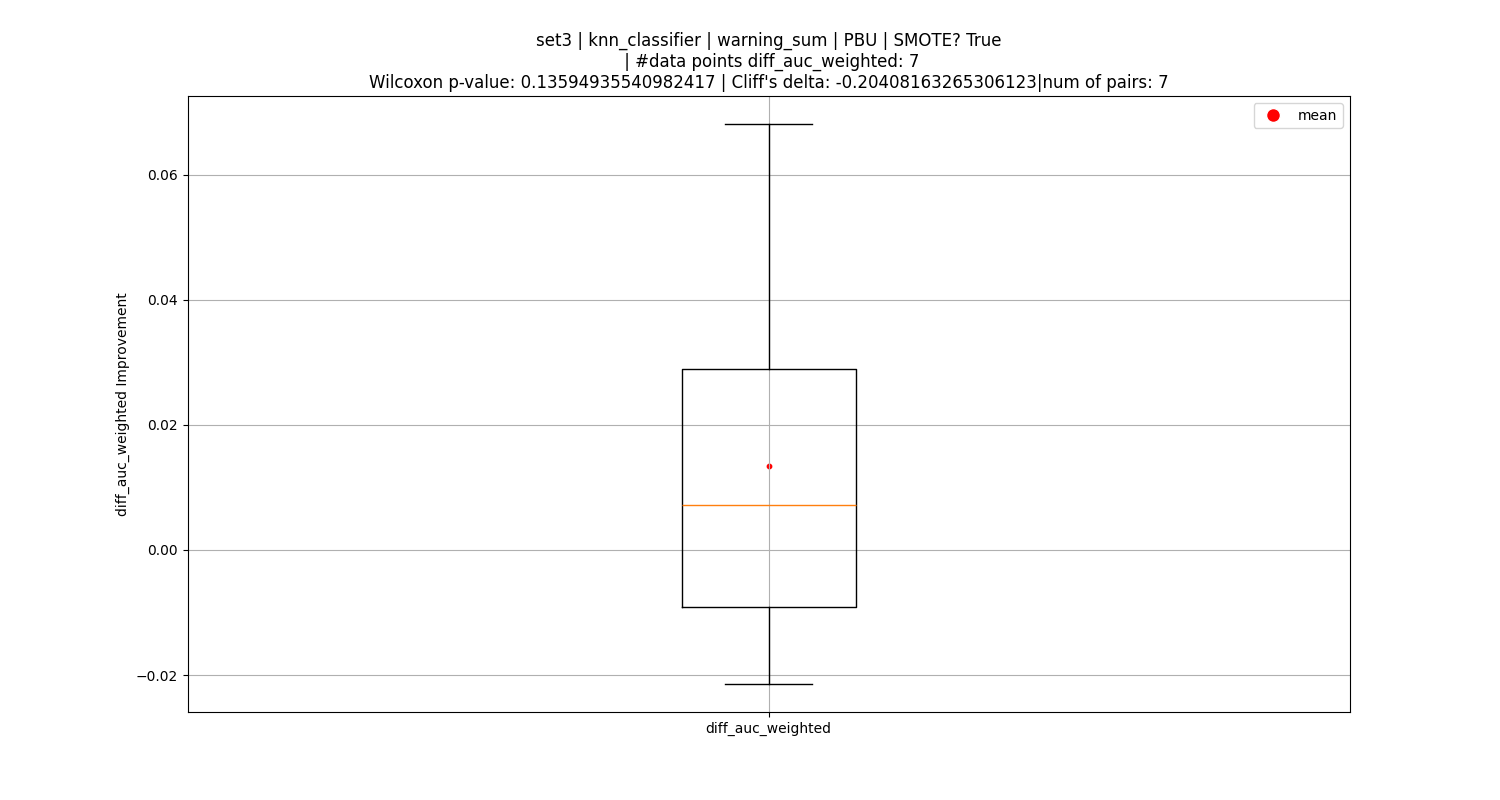 set3 | knn_classifier | warning_sum | PBU | SMOTE? True
| #data points diff_auc_weighted: 7
Wilcoxon p-value: 0.13594935540982417 | Cliff's delta: -0.20408163265306123|num of pairs: 7
mean
0.06
0.04
0.02
0.00
−0.02
diff_auc_weighted Improvement
diff_auc_weighted